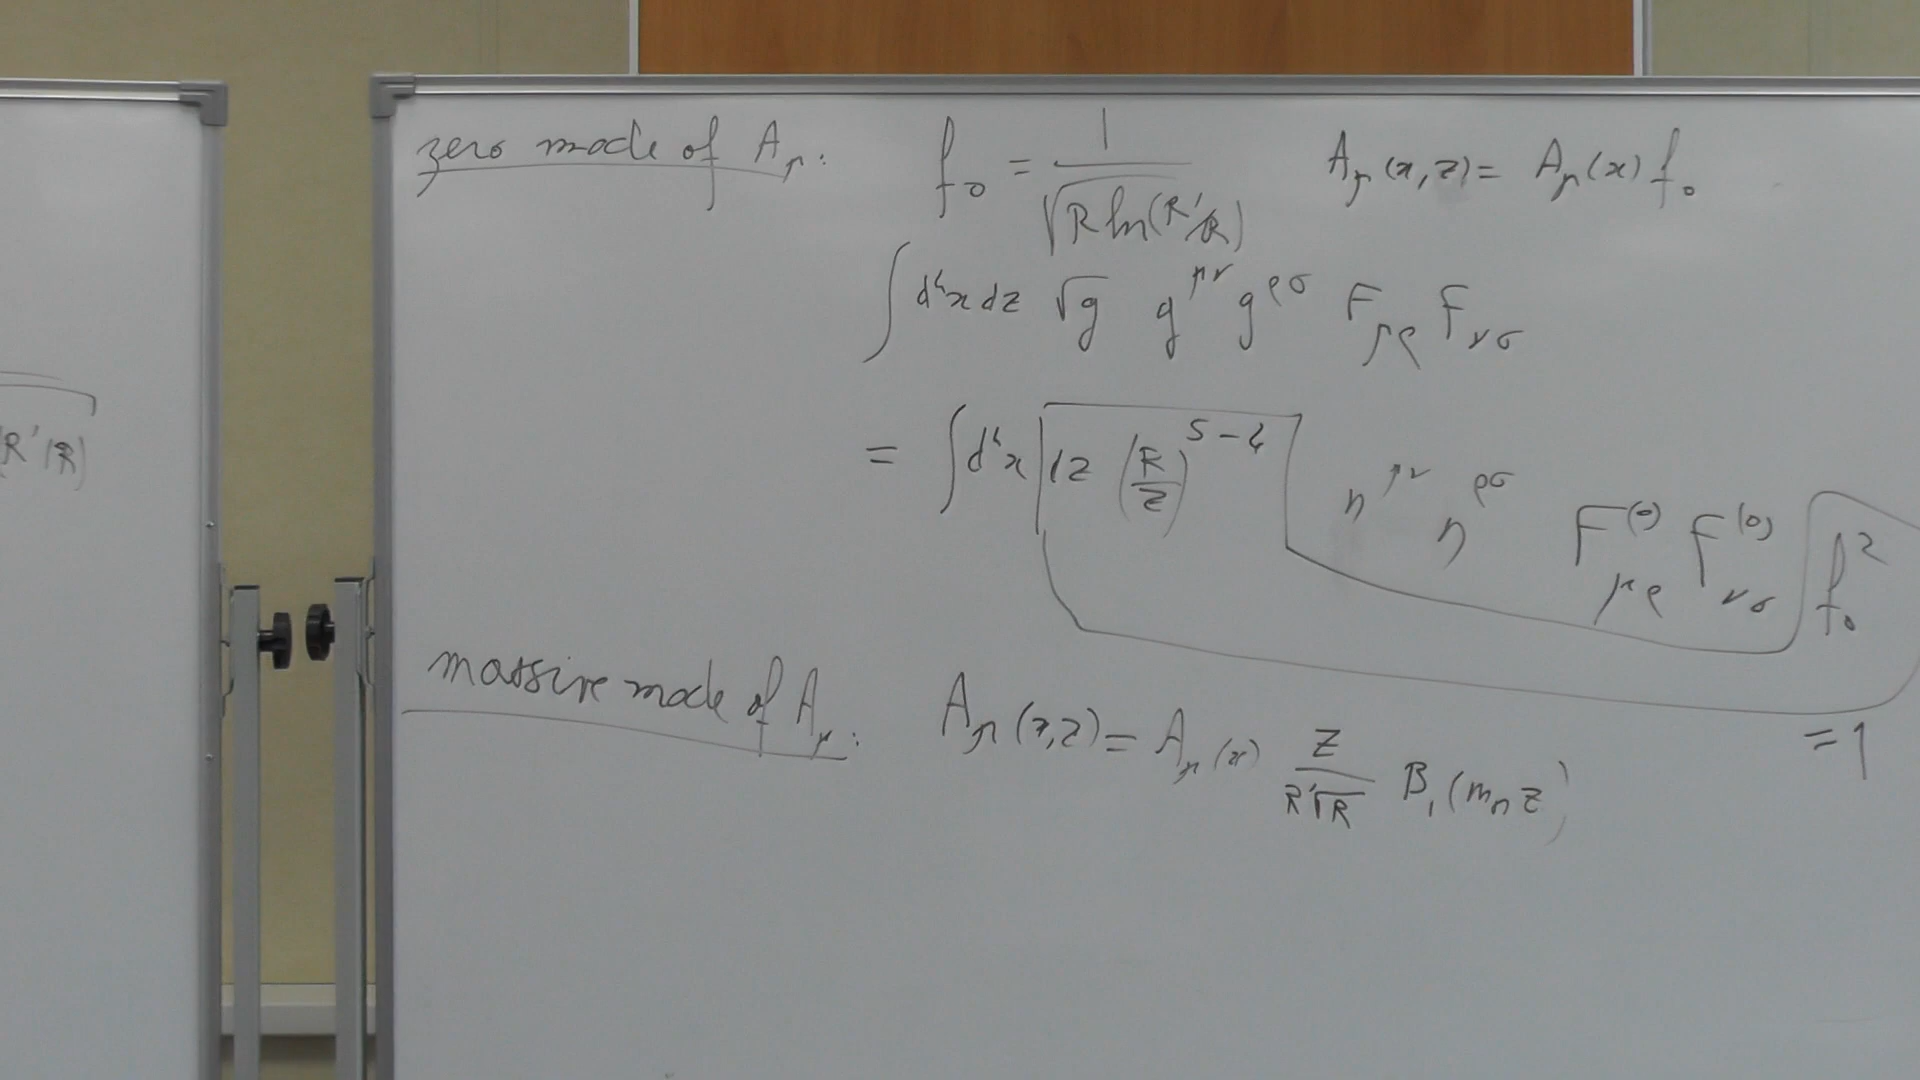 (R'/R)
zero mode of A_μ: f_0 = 1/√(R ln(R'/R)) A_μ(x,z) = A_μ(x) f_0
∫ d⁴x dz √g g^{μν} g^{ρσ} F_{μρ} F_{νσ}
= ∫ d⁴x dz (R/z)^{5-4} η^{μν} η^{ρσ} F^{(0)}_{μρ} F^{(0)}_{νσ} f_0²
= 1
massive mode of A_μ: A_μ(x,z) = A_μ(x) z/(R'√R) B_1(m_n z)